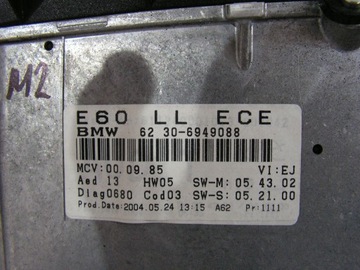 M2
E60 LL ECE
BMW 62 30-6949088
MCV:00.09.85 VI:EJ
Aed 13 HW05 SW-M: 05.43.02
Diag0680 Cod03 SW-S: 05.21.00
Prod.Date:2004.05.24 13:15 A62 Pr:1111